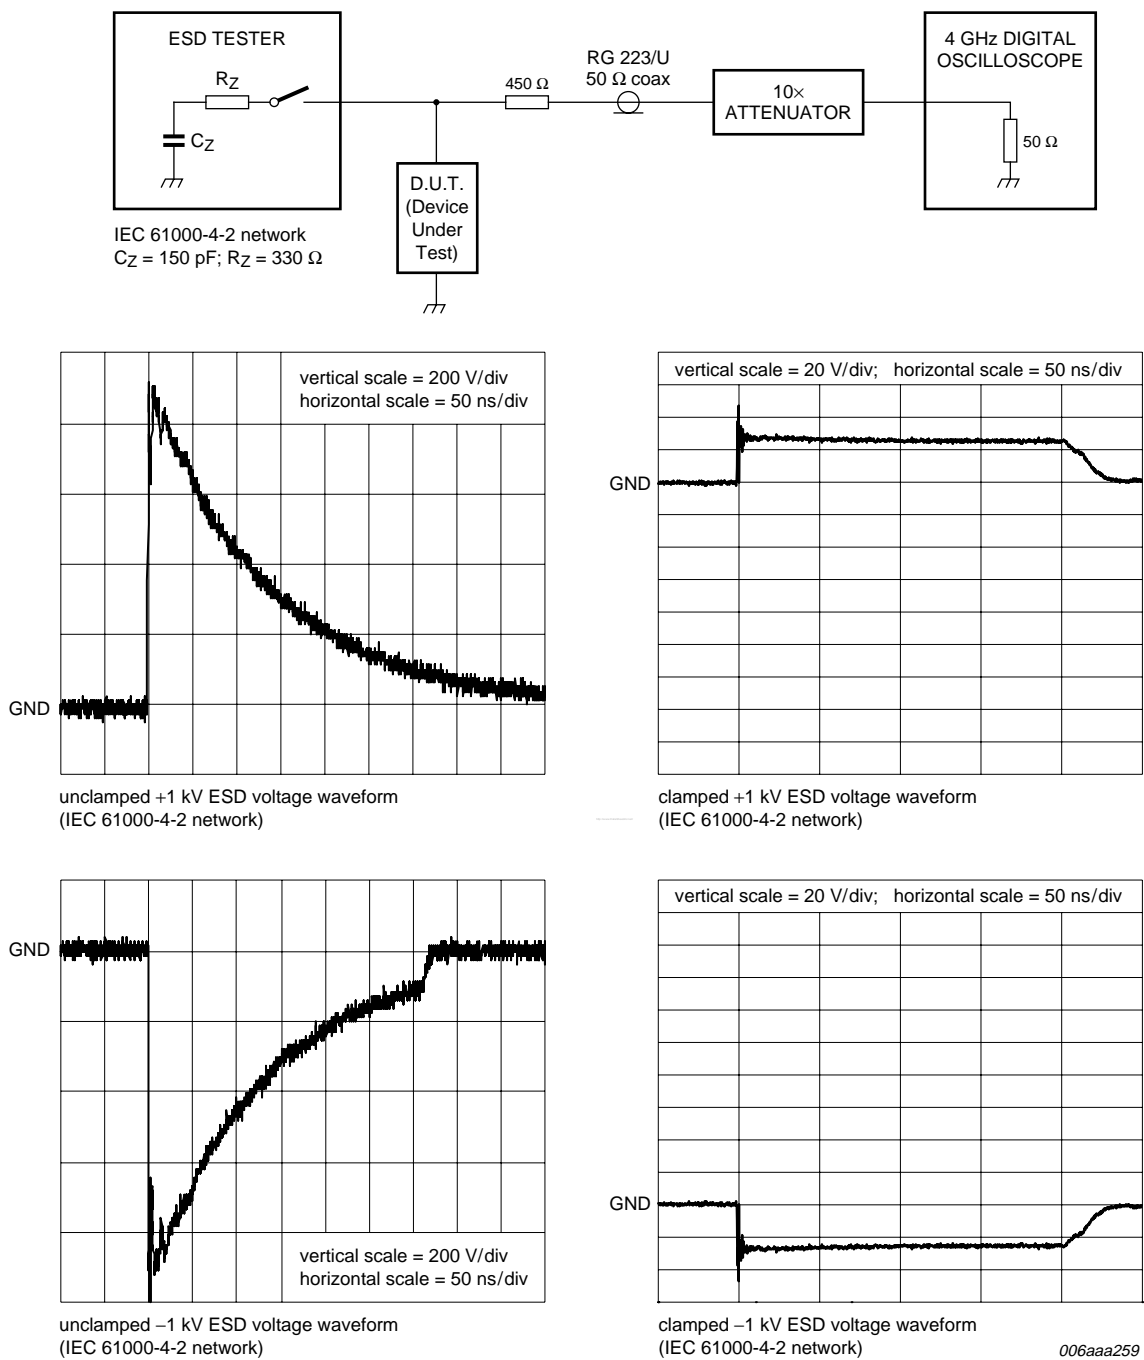 ESD TESTER
RZ
CZ
IEC 61000-4-2 network
CZ = 150 pF; RZ = 330 Ω
D.U.T.
(Device
Under
Test)
450 Ω
RG 223/U
50 Ω coax
10×
ATTENUATOR
4 GHz DIGITAL
OSCILLOSCOPE
50 Ω
vertical scale = 200 V/div
horizontal scale = 50 ns/div
GND
unclamped +1 kV ESD voltage waveform
(IEC 61000-4-2 network)
vertical scale = 20 V/div; horizontal scale = 50 ns/div
GND
clamped +1 kV ESD voltage waveform
(IEC 61000-4-2 network)
GND
vertical scale = 200 V/div
horizontal scale = 50 ns/div
unclamped −1 kV ESD voltage waveform
(IEC 61000-4-2 network)
vertical scale = 20 V/div; horizontal scale = 50 ns/div
GND
clamped −1 kV ESD voltage waveform
(IEC 61000-4-2 network)
006aaa259